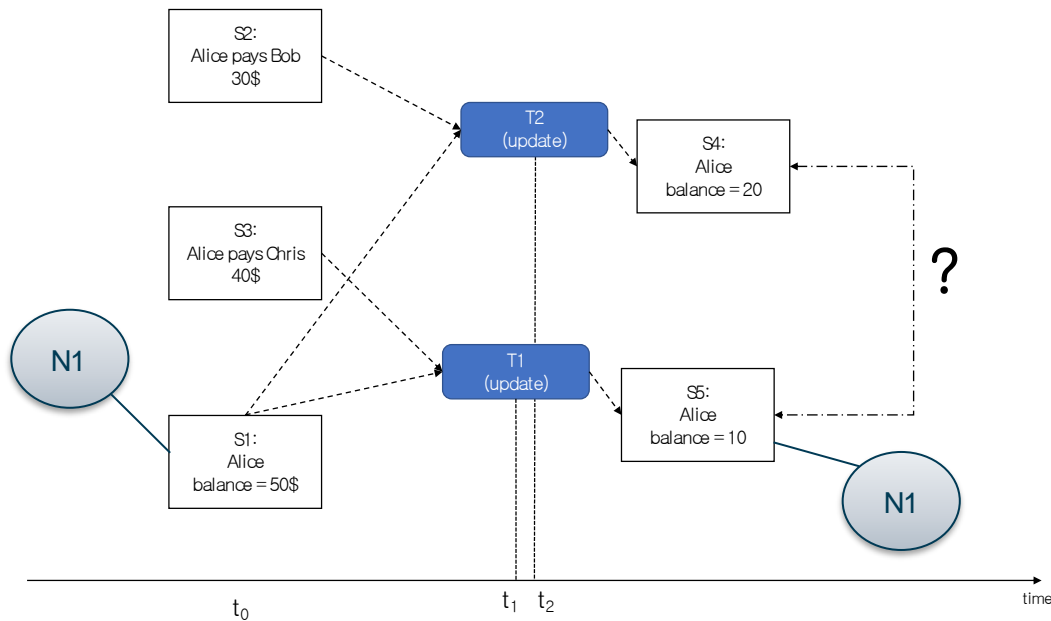 S2:
Alice pays Bob
30$
T2
(update)
S4:
Alice
balance = 20
S3:
Alice pays Chris
40$
?
N1
T1
(update)
S5:
Alice
balance = 10
S1:
Alice
balance = 50$
N1
t0
t1
t2
time